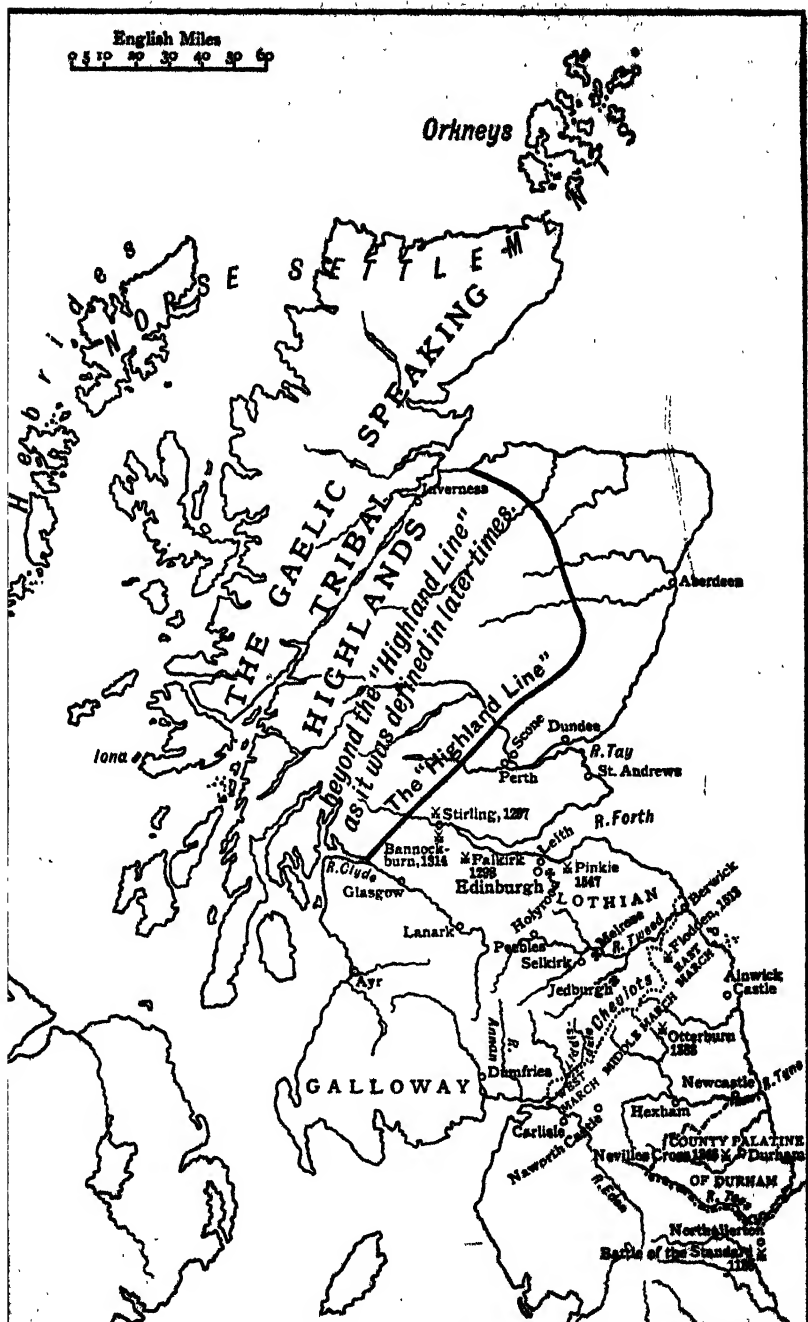 English Miles
0 5 10 20 30 40 50 60
Orkneys
Hebrides
NORSE SETTLEMEN
THE GAELIC SPEAKING
TRIBAL
HIGHLANDS
beyond the "Highland Line"
as it was defined in later times.
The "Highland Line"
Inverness
Aberdeen
Iona
Scone
Dundee
Perth
R. Tay
St. Andrews
Stirling, 1297
R. Forth
Bannock-
burn, 1314
Falkirk
1298
Leith
Pinkie
1547
Edinburgh
Holyrood
LOTHIAN
R. Clyde
Glasgow
Lanark
Peebles
Selkirk
Melrose
R. Tweed
Berwick
Flodden, 1513
Jedburgh
Cheviots
EAST
MARCH
MIDDLE MARCH
WEST
MARCH
Alnwick
Castle
Otterburn
1388
Ayr
R.
Annan
Dumfries
GALLOWAY
Carlisle
Naworth Castle
Hexham
Newcastle
R. Tyne
COUNTY PALATINE
Nevilles Cross 1346
Durham
OF DURHAM
R. Tees
R. Eden
Northallerton
Battle of the Standard